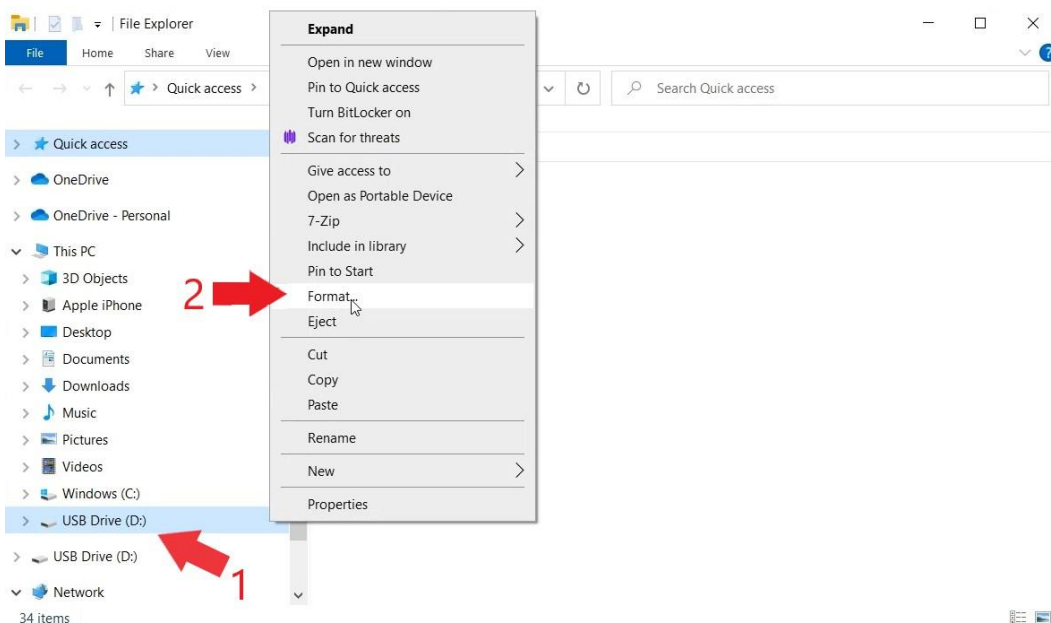 File Explorer
File Home Share View
Quick access
Search Quick access
Quick access
OneDrive
OneDrive - Personal
This PC
3D Objects
Apple iPhone
Desktop
Documents
Downloads
Music
Pictures
Videos
Windows (C:)
USB Drive (D:)
USB Drive (D:)
Network
34 items
Expand
Open in new window
Pin to Quick access
Turn BitLocker on
Scan for threats
Give access to
Open as Portable Device
7-Zip
Include in library
Pin to Start
Format...
Eject
Cut
Copy
Paste
Rename
New
Properties
2
1
?